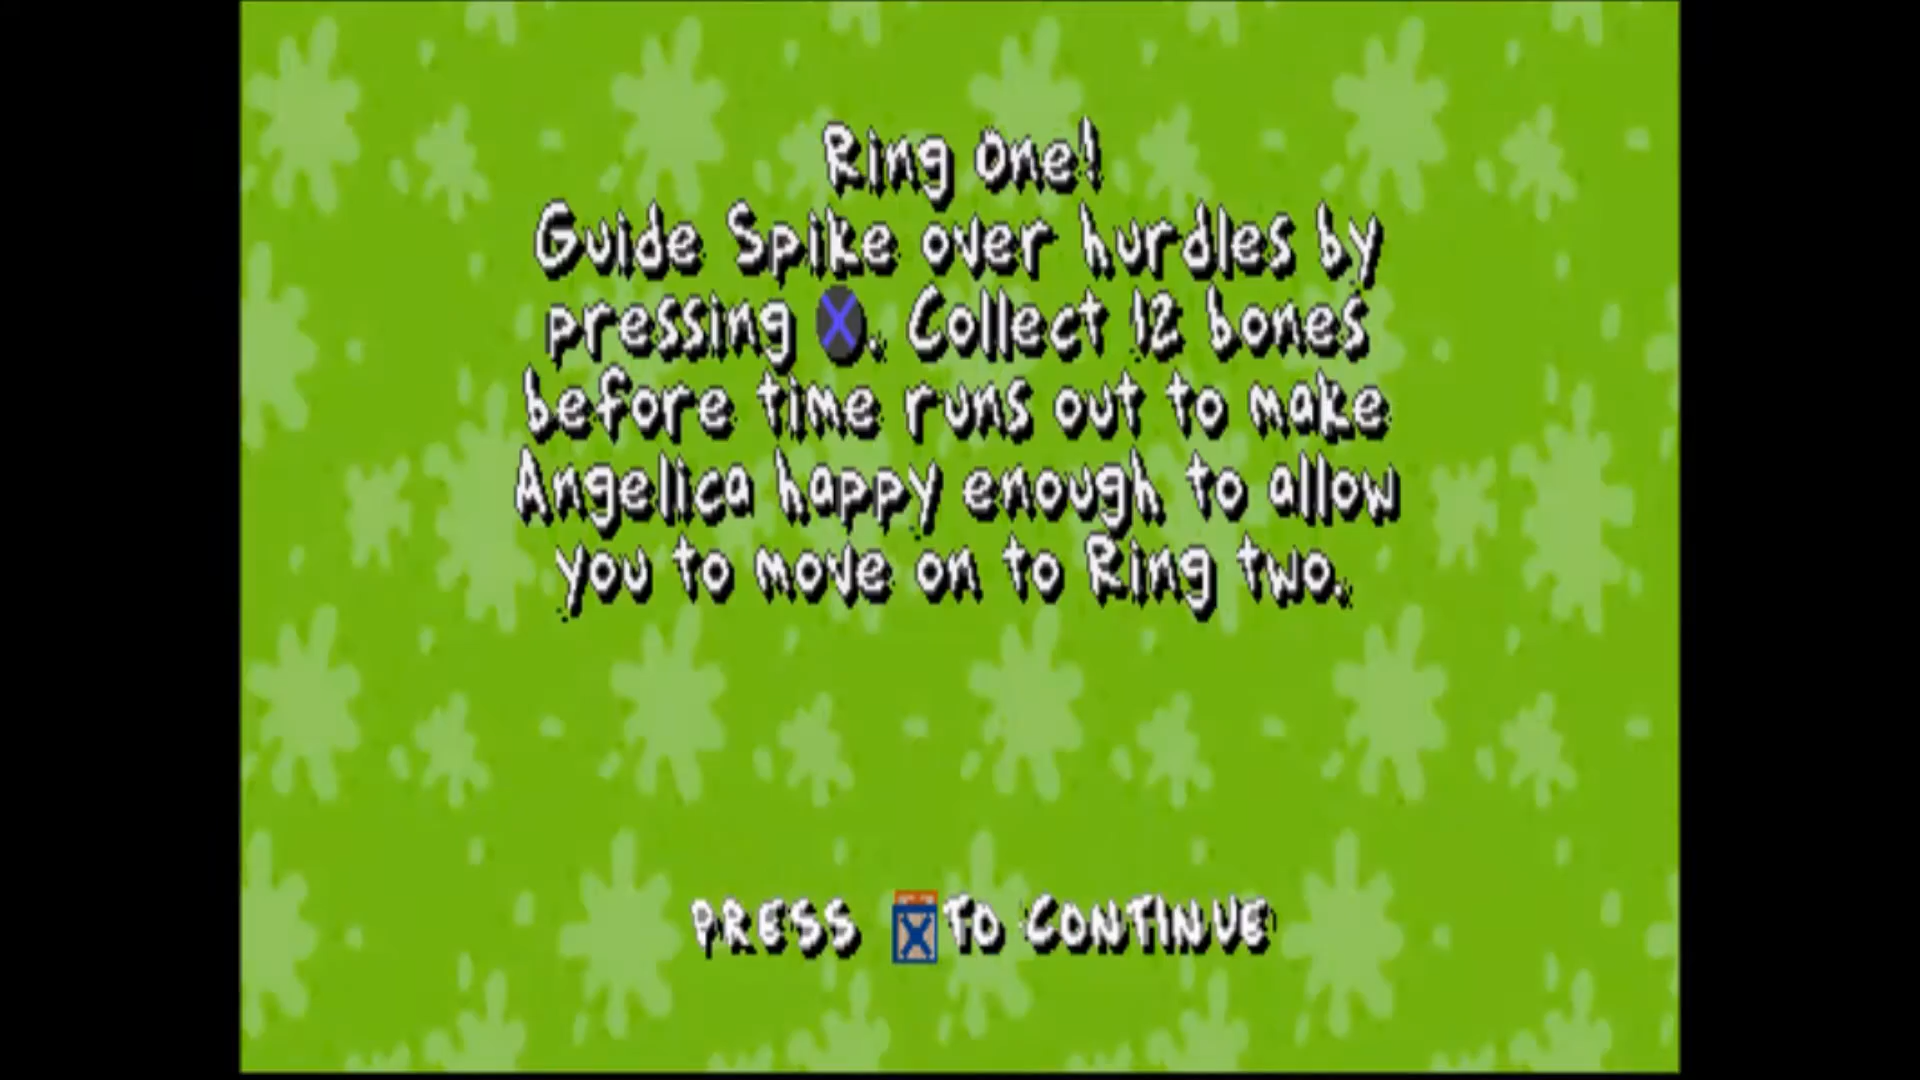 Ring One!
Guide Spike over hurdles by
pressing X. Collect 12 bones
before time runs out to make
Angelica happy enough to allow
you to move on to Ring two.
PRESS X TO CONTINUE